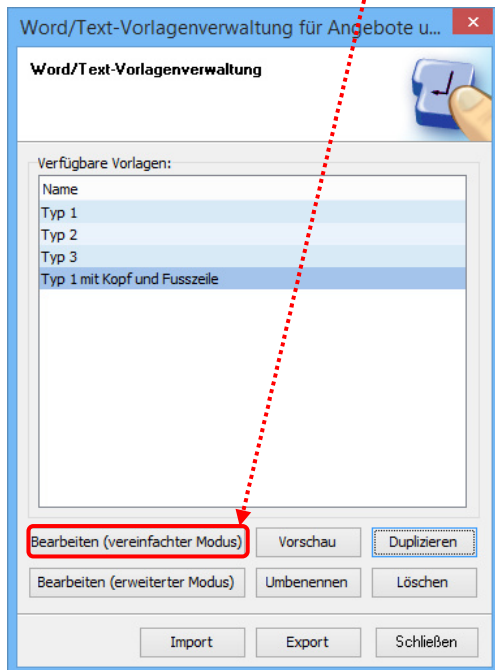 Word/Text-Vorlagenverwaltung für Angebote u...
Word/Text-Vorlagenverwaltung
Verfügbare Vorlagen:
Name
Typ 1
Typ 2
Typ 3
Typ 1 mit Kopf und Fusszeile
Bearbeiten (vereinfachter Modus) Vorschau Duplizieren
Bearbeiten (erweiterter Modus) Umbenennen Löschen
Import Export Schließen